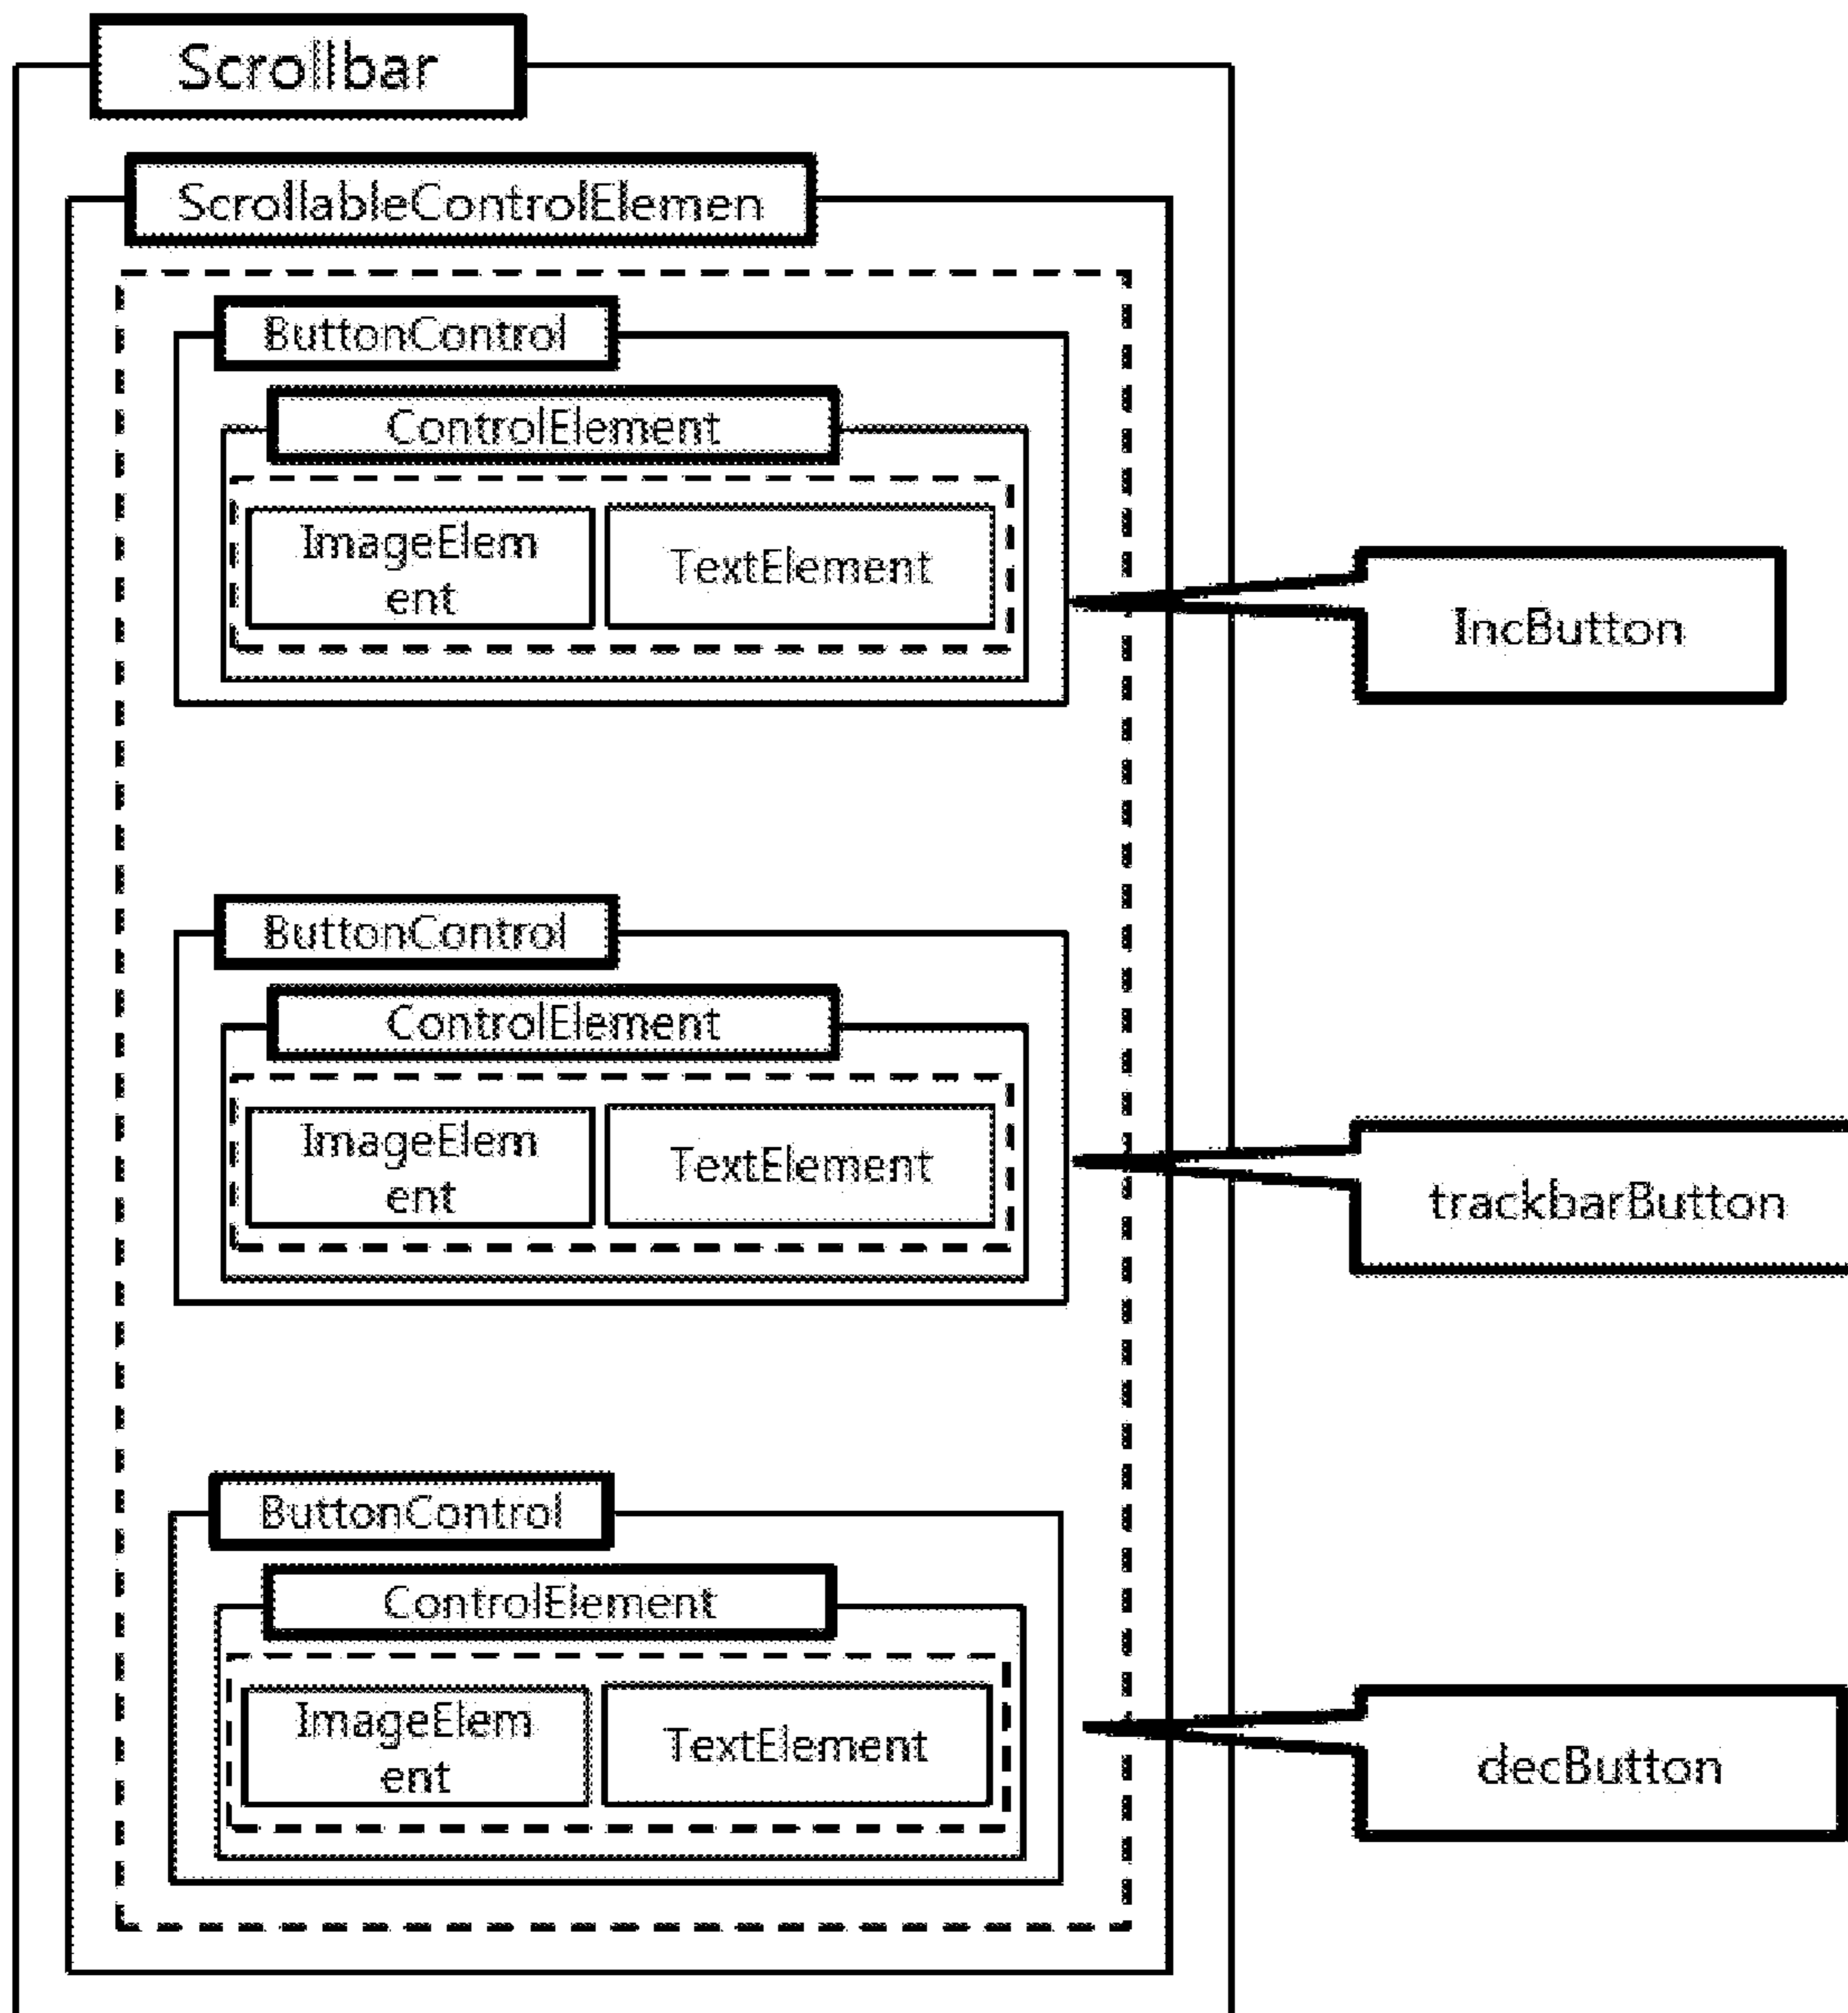 Scrollbar
ScrollableControlElemen
ButtonControl
ControlElement
ImageElem
ent
TextElement
IncButton
ButtonControl
ControlElement
ImageElem
ent
TextElement
trackbarButton
ButtonControl
ControlElement
ImageElem
ent
TextElement
decButton